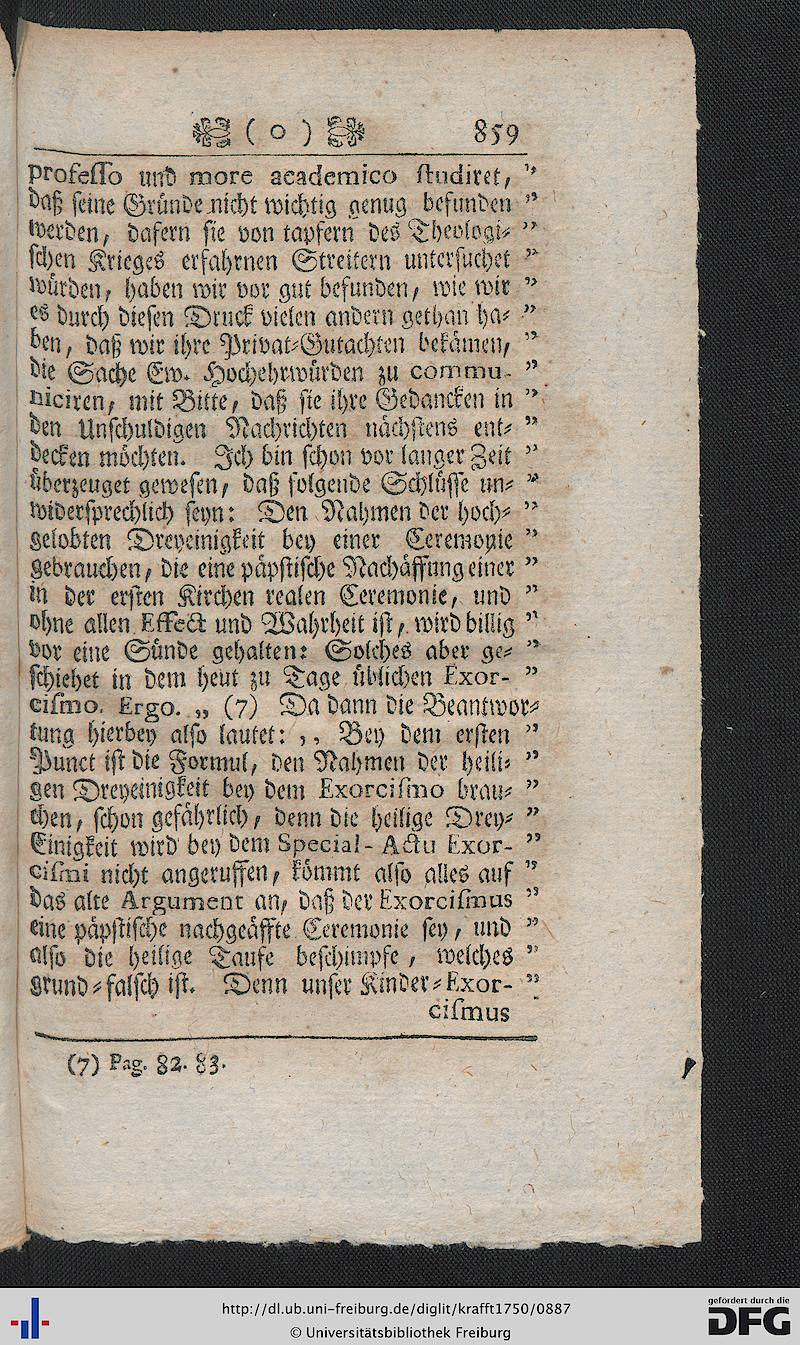 ( o ) 859
professo und more academico studiret, ”
daß seine Gründe nicht wichtig genug befunden ”
werden, dafern sie von tapfern des Theologi- ”
schen Krieges erfahrnen Streitern untersuchet ”
würden, haben wir vor gut befunden, wie wir ”
es durch diesen Druck vielen andern gethan ha- ”
ben, daß wir ihre Privat-Gutachten bekämen, ”
die Sache Ew. Hochehrwürden zu commu- ”
niciren, mit Bitte, daß sie ihre Gedancken in ”
den Unschuldigen Nachrichten nächstens ent- ”
decken möchten. Ich bin schon vor langer Zeit ”
überzeuget gewesen, daß folgende Schlüsse un- ”
widersprechlich seyn: Den Nahmen der hoch- ”
gelobten Dreyeinigkeit bey einer Ceremonie ”
gebrauchen, die eine päpstische Nachäffung einer ”
in der ersten Kirchen realen Ceremonie, und ”
ohne allen Effect und Wahrheit ist, wird billig ”
vor eine Sünde gehalten: Solches aber ge- ”
schiehet in dem heut zu Tage üblichen Exor- ”
cismo. Ergo. „ (7) Da dann die Beantwor-
tung hierbey also lautet: ,, Bey dem ersten ”
Punct ist die Formul, den Nahmen der heili- ”
gen Dreyeinigkeit bey dem Exorcismo brau- ”
chen, schon gefährlich, denn die heilige Drey- ”
Einigkeit wird bey dem Special- Actu Exor- ”
cismi nicht angeruffen, kömmt also alles auf ”
das alte Argument an, daß der Exorcismus ”
eine päpstische nachgeäffte Ceremonie sey, und ”
also die heilige Taufe beschimpfe, welches ”
grund-falsch ist. Denn unser Kinder-Exor- ”
cismus
(7) Pag. 82. 83.
http://dl.ub.uni-freiburg.de/diglit/krafft1750/0887
© Universitätsbibliothek Freiburg
gefördert durch die
DFG